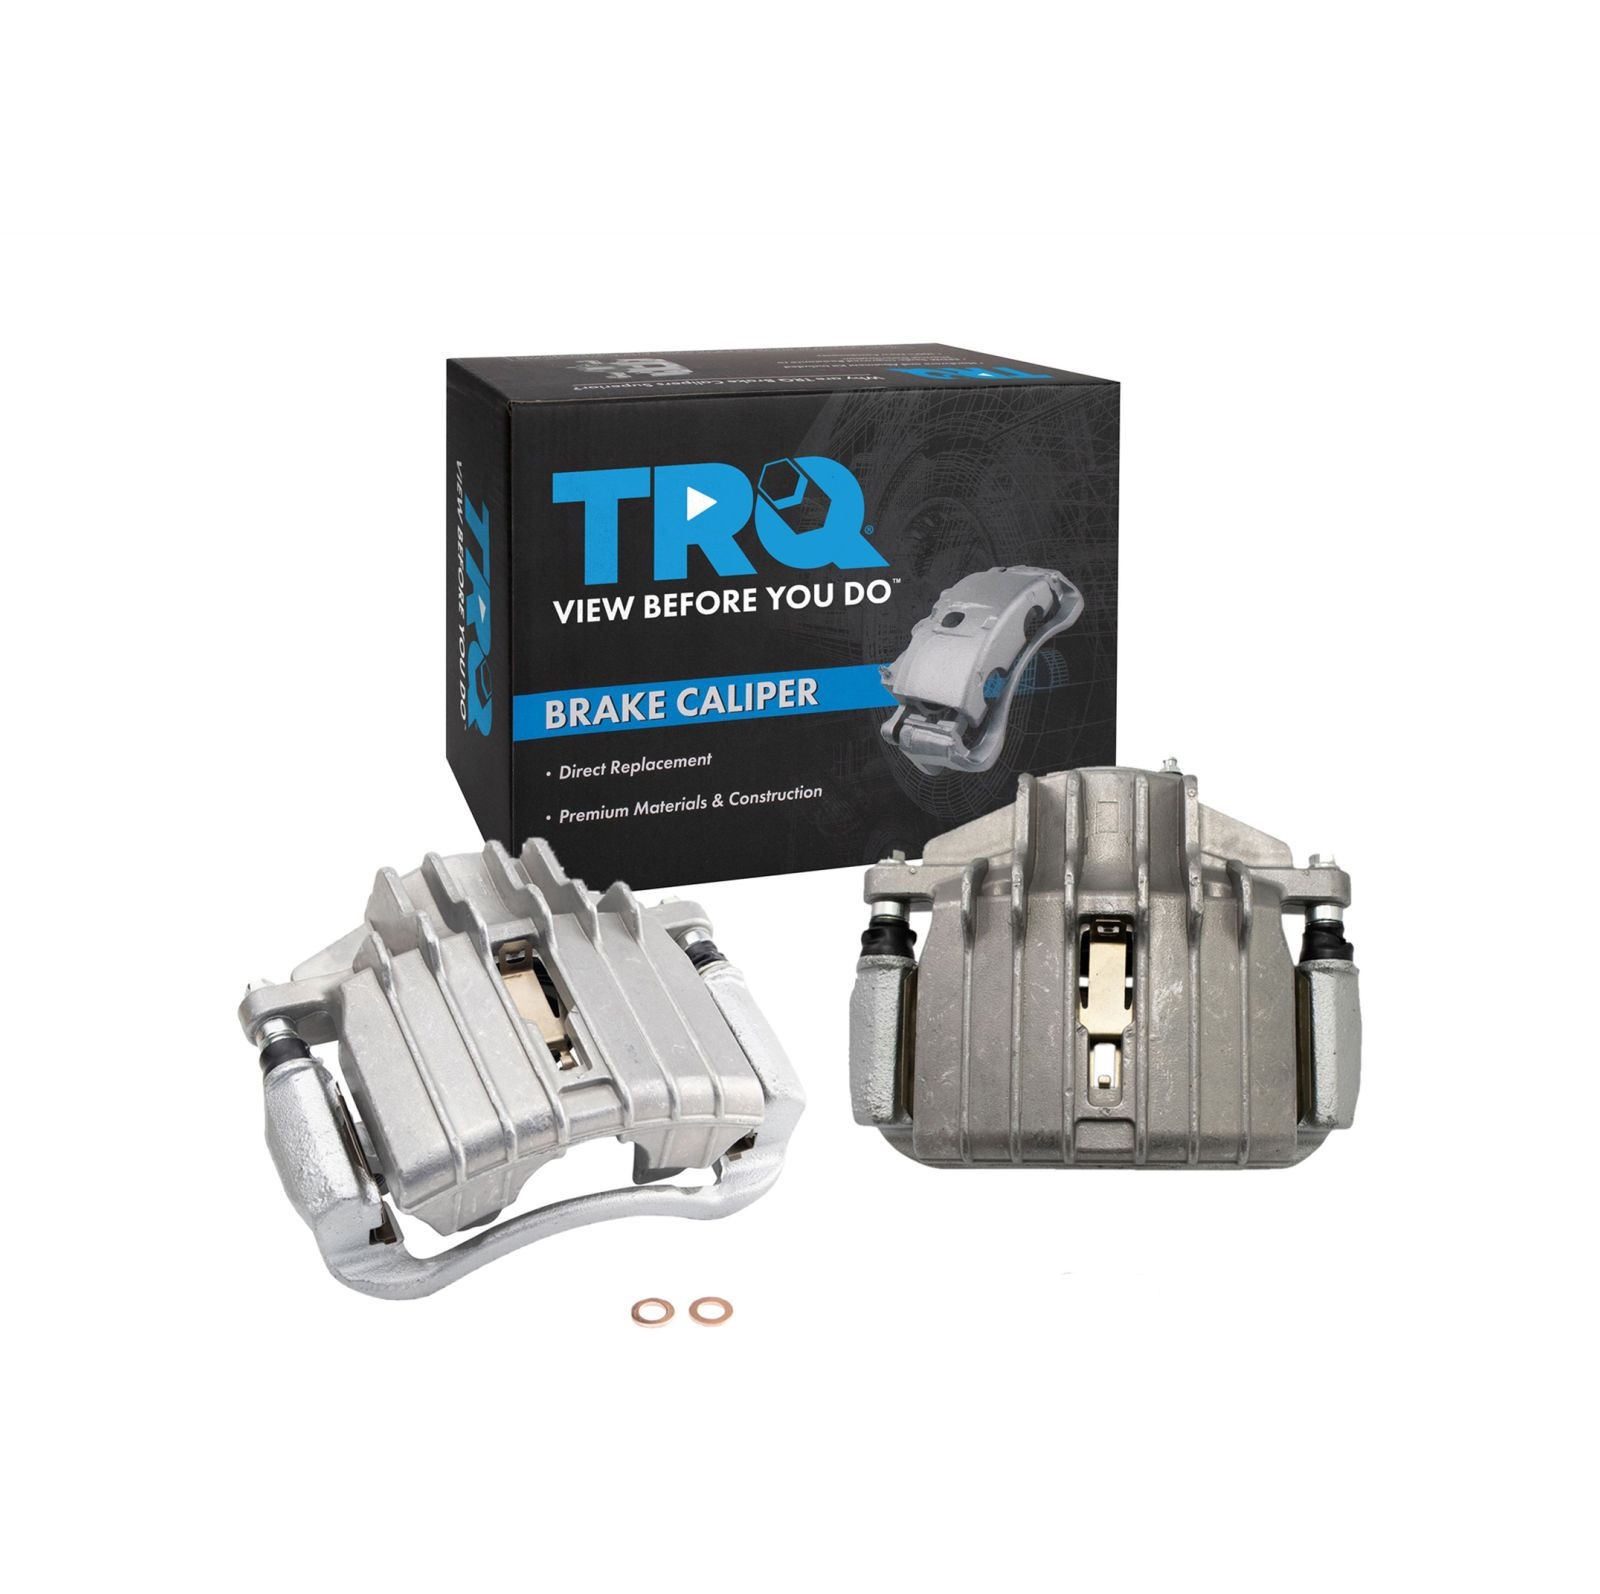 Why are TRQ Brake Calipers Superior?
TRQ
TRQ®
VIEW BEFORE YOU DO™
BRAKE CALIPER
• Direct Replacement
• Premium Materials & Construction
TRQ
VIEW BEFORE YOU DO